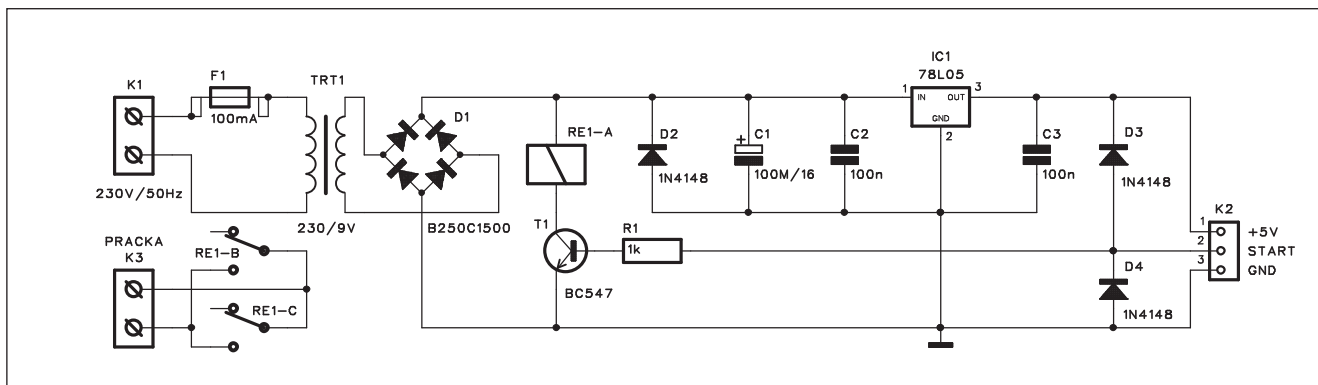 IC1
78L05
1
IN
OUT
3
GND
2
K1
F1
100mA
TRT1
D1
RE1-A
D2
1N4148
C1
+
100M/16
C2
100n
C3
100n
D3
1N4148
230V/50Hz
230/9V
B250C1500
K2
1
+5V
2
START
3
GND
PRACKA
K3
RE1-B
RE1-C
T1
BC547
R1
1k
D4
1N4148